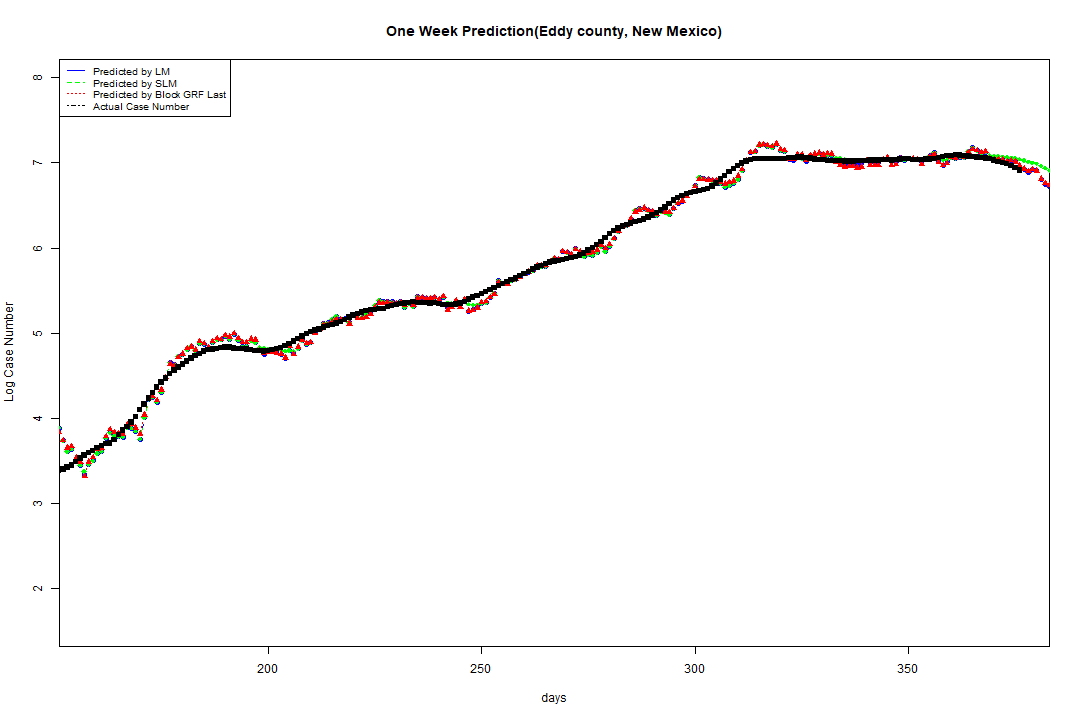 One Week Prediction(Eddy county, New Mexico)
Predicted by LM
Predicted by SLM
Predicted by Block GRF Last
Actual Case Number
8
7
6
5
4
3
2
Log Case Number
200
250
300
350
days